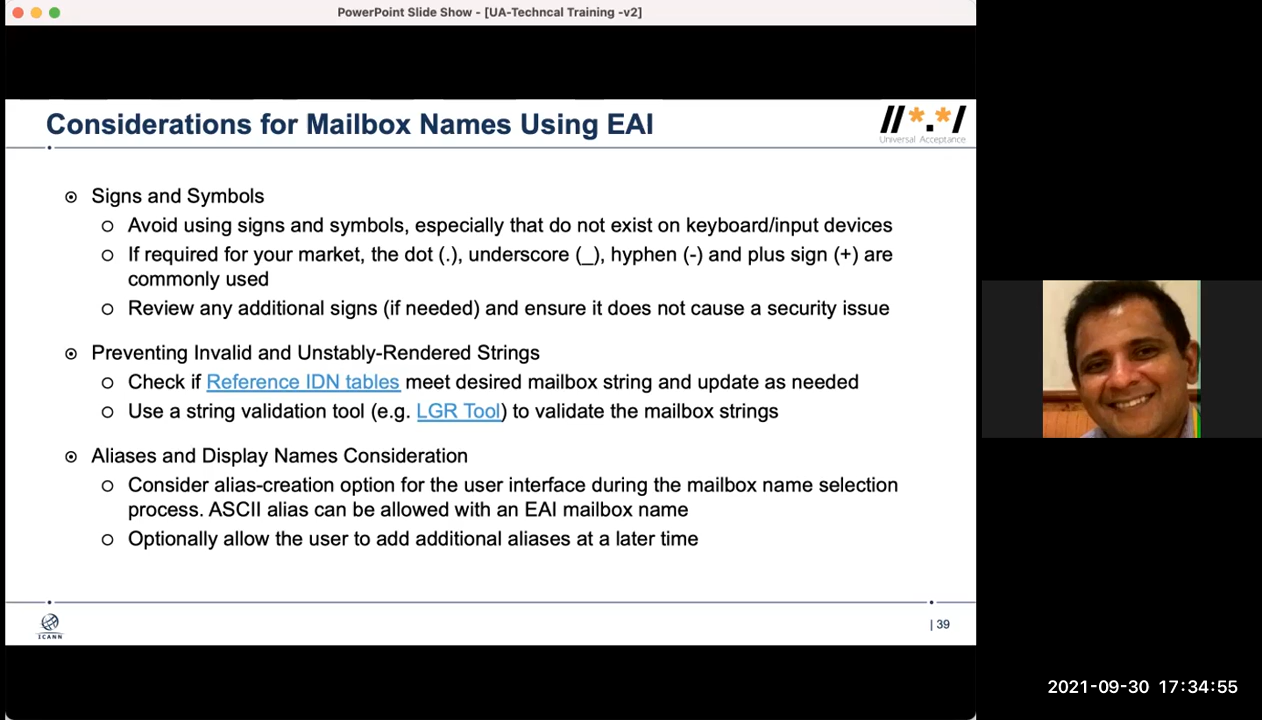 PowerPoint Slide Show - [UA-Techncal Training -v2]
Considerations for Mailbox Names Using EAI
//*.*/
Universal Acceptance
Signs and Symbols
Avoid using signs and symbols, especially that do not exist on keyboard/input devices
If required for your market, the dot (.), underscore (_), hyphen (-) and plus sign (+) are
commonly used
Review any additional signs (if needed) and ensure it does not cause a security issue
Preventing Invalid and Unstably-Rendered Strings
Check if Reference IDN tables meet desired mailbox string and update as needed
Use a string validation tool (e.g. LGR Tool) to validate the mailbox strings
Aliases and Display Names Consideration
Consider alias-creation option for the user interface during the mailbox name selection
process. ASCII alias can be allowed with an EAI mailbox name
Optionally allow the user to add additional aliases at a later time
ICANN
| 39
2021-09-30 17:34:55